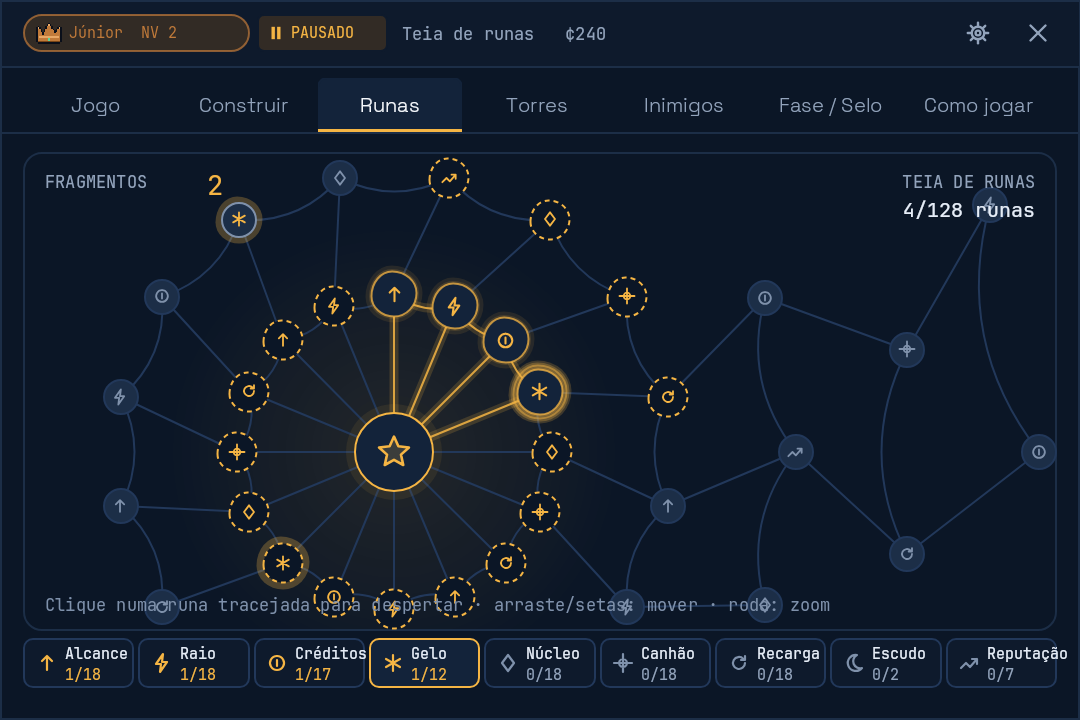 Júnior NV 2 PAUSADO Teia de runas ₵240
Jogo Construir Runas Torres Inimigos Fase / Selo Como jogar
FRAGMENTOS 2
TEIA DE RUNAS
4/128 runas
Clique numa runa tracejada para despertar · arraste/setas: mover · roda: zoom
Alcance 1/18
Raio 1/18
Créditos 1/17
Gelo 1/12
Núcleo 0/18
Canhão 0/18
Recarga 0/18
Escudo 0/2
Reputação 0/7